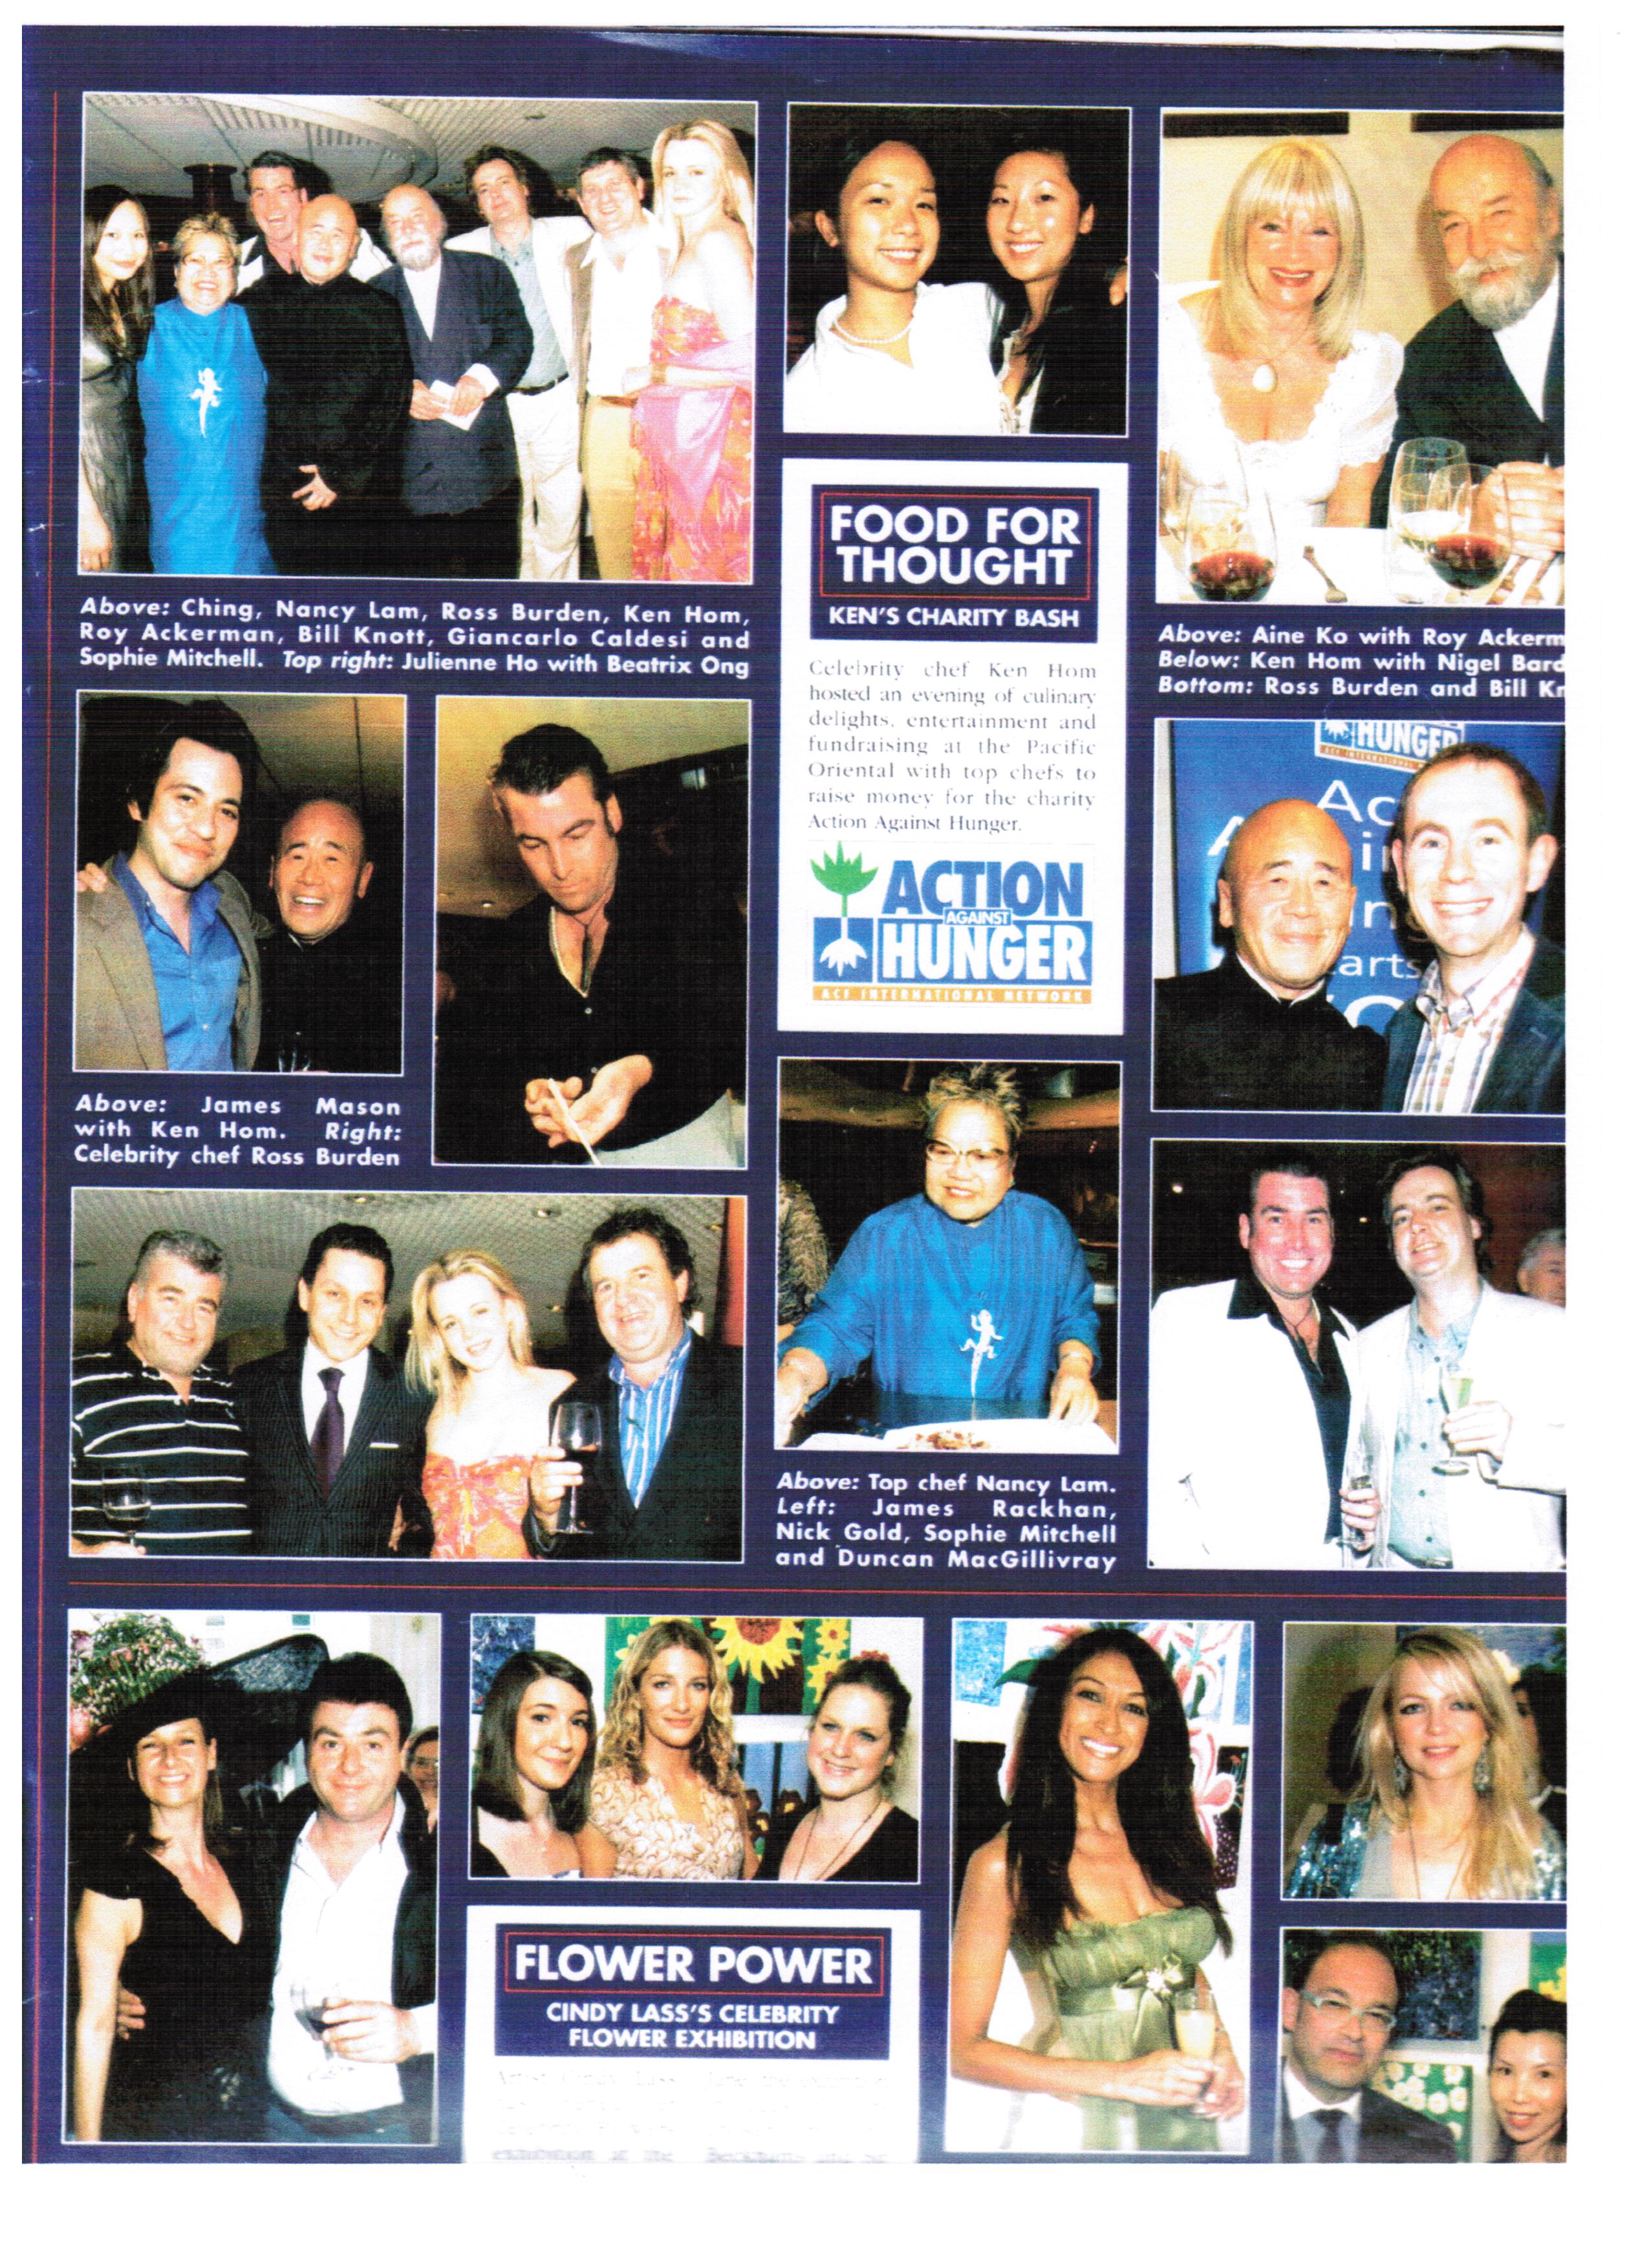 Above: Ching, Nancy Lam, Ross Burden, Ken Hom,
Roy Ackerman, Bill Knott, Giancarlo Caldesi and
Sophie Mitchell. Top right: Julienne Ho with Beatrix Ong
FOOD FOR
THOUGHT
KEN'S CHARITY BASH
Celebrity chef Ken Hom
hosted an evening of culinary
delights, entertainment and
fundraising at the Pacific
Oriental with top chefs to
raise money for the charity
Action Against Hunger.
ACTION
AGAINST
HUNGER
ACF INTERNATIONAL NETWORK
Above: Aine Ko with Roy Ackerm
Below: Ken Hom with Nigel Bard
Bottom: Ross Burden and Bill Kn
HUNGER
ACF INTERNATIONAL
Ac
arts
Above: James Mason
with Ken Hom. Right:
Celebrity chef Ross Burden
Above: Top chef Nancy Lam.
Left: James Rackhan,
Nick Gold, Sophie Mitchell
and Duncan MacGillivray
FLOWER POWER
CINDY LASS'S CELEBRITY
FLOWER EXHIBITION
exhibition at the